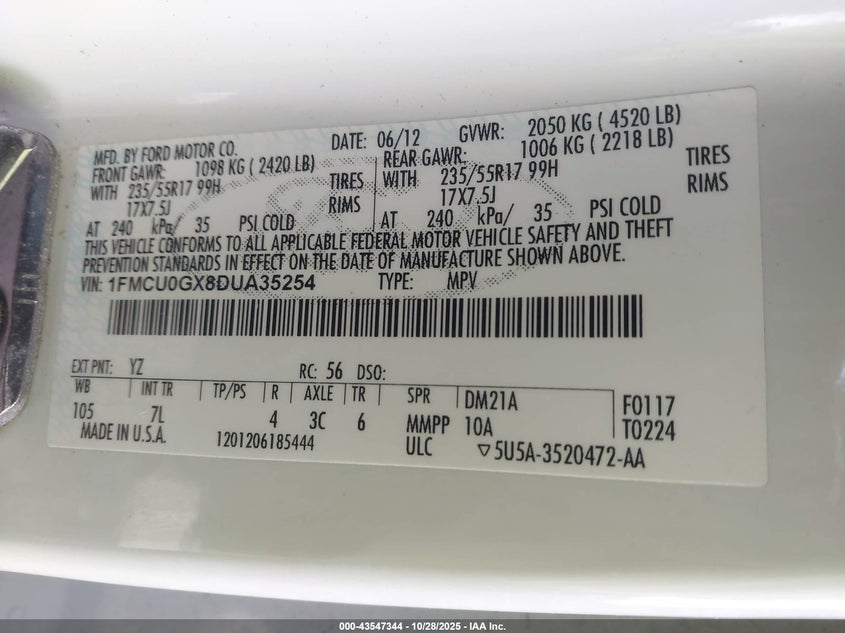 MFD. BY FORD MOTOR CO.
DATE: 06/12 GVWR: 2050 KG ( 4520 LB)
FRONT GAWR: 1098 KG ( 2420 LB) REAR GAWR: 1006 KG ( 2218 LB)
WITH 235/55R17 99H TIRES WITH 235/55R17 99H TIRES
17X7.5J RIMS 17X7.5J RIMS
AT 240 kPa/ 35 PSI COLD AT 240 kPa/ 35 PSI COLD
THIS VEHICLE CONFORMS TO ALL APPLICABLE FEDERAL MOTOR VEHICLE SAFETY AND THEFT
PREVENTION STANDARDS IN EFFECT ON THE DATE OF MANUFACTURE SHOWN ABOVE.
VIN: 1FMCU0GX8DUA35254 TYPE: MPV
EXT PNT: YZ RC: 56 DSO:
WB INT TR TP/PS R AXLE TR SPR DM21A F0117
105 7L 4 3C 6 MMPP 10A T0224
MADE IN U.S.A. 1201206185444 ULC ▽5U5A-3520472-AA
000-43547344 | 10/28/2025 | IAA Inc.